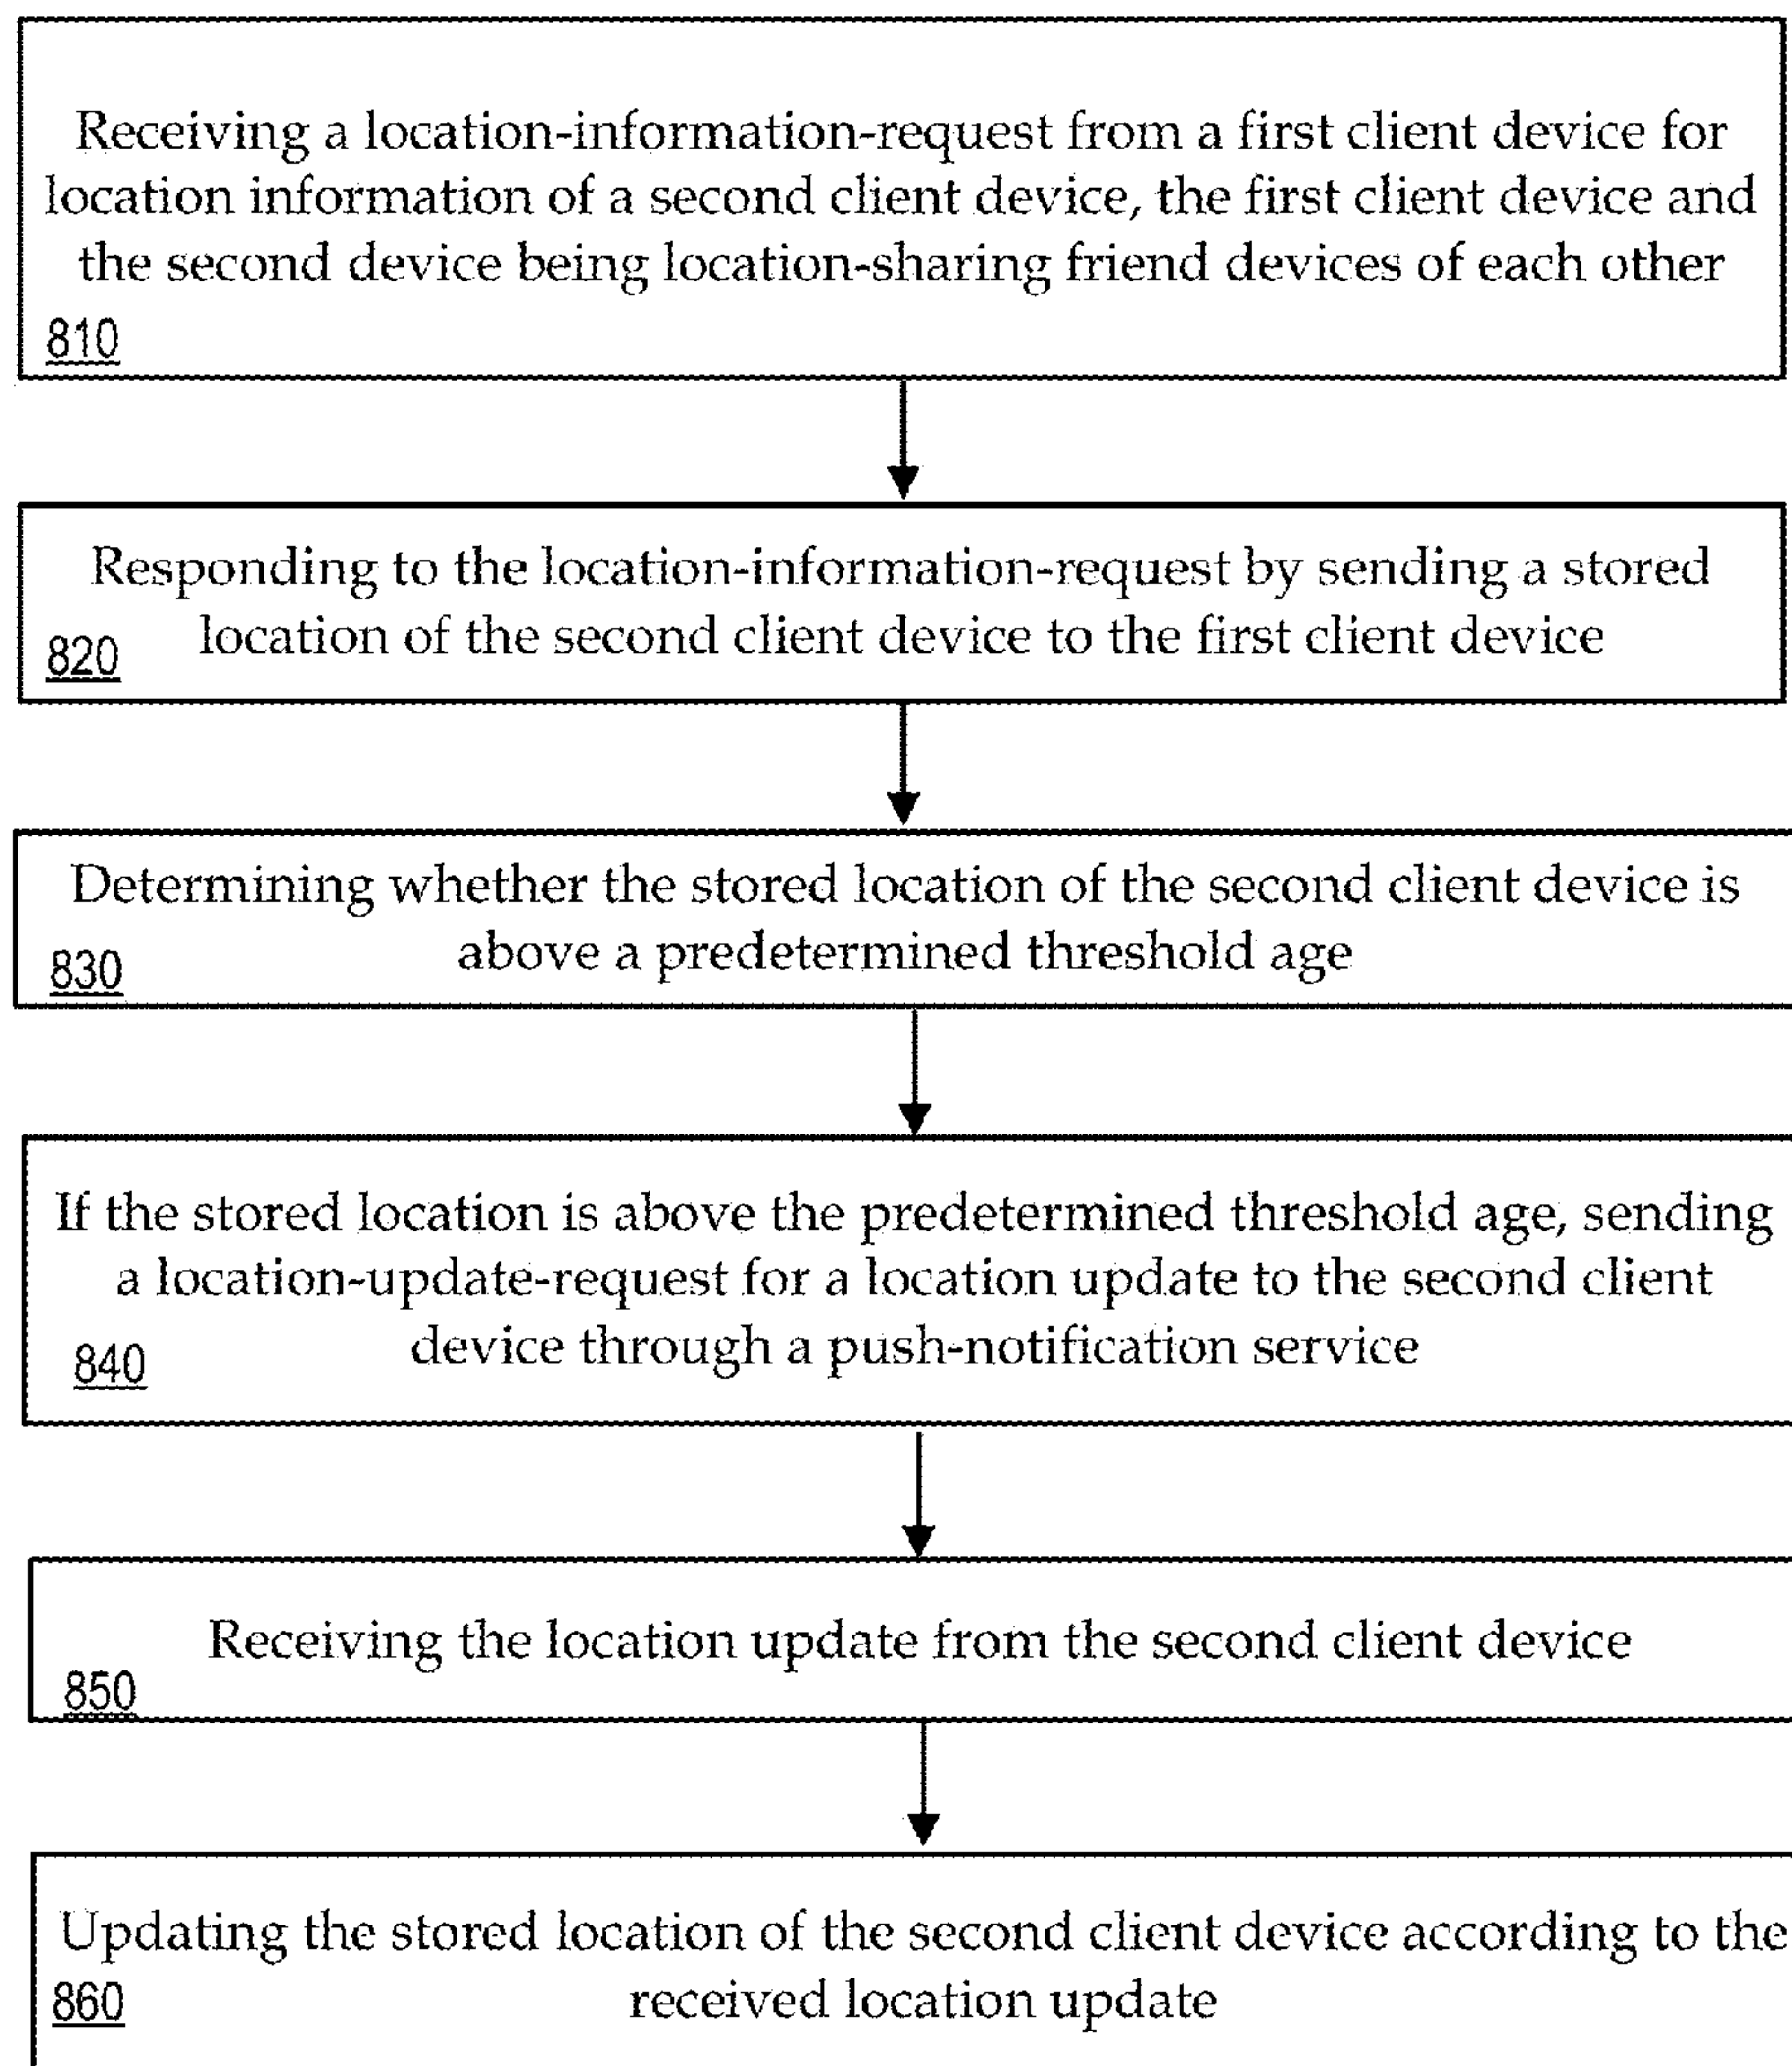 Receiving a location-information-request from a first client device for
location information of a second client device, the first client device and
the second device being location-sharing friend devices of each other
810
Responding to the location-information-request by sending a stored
location of the second client device to the first client device
820
Determining whether the stored location of the second client device is
above a predetermined threshold age
830
If the stored location is above the predetermined threshold age, sending
a location-update-request for a location update to the second client
device through a push-notification service
840
Receiving the location update from the second client device
850
Updating the stored location of the second client device according to the
received location update
860